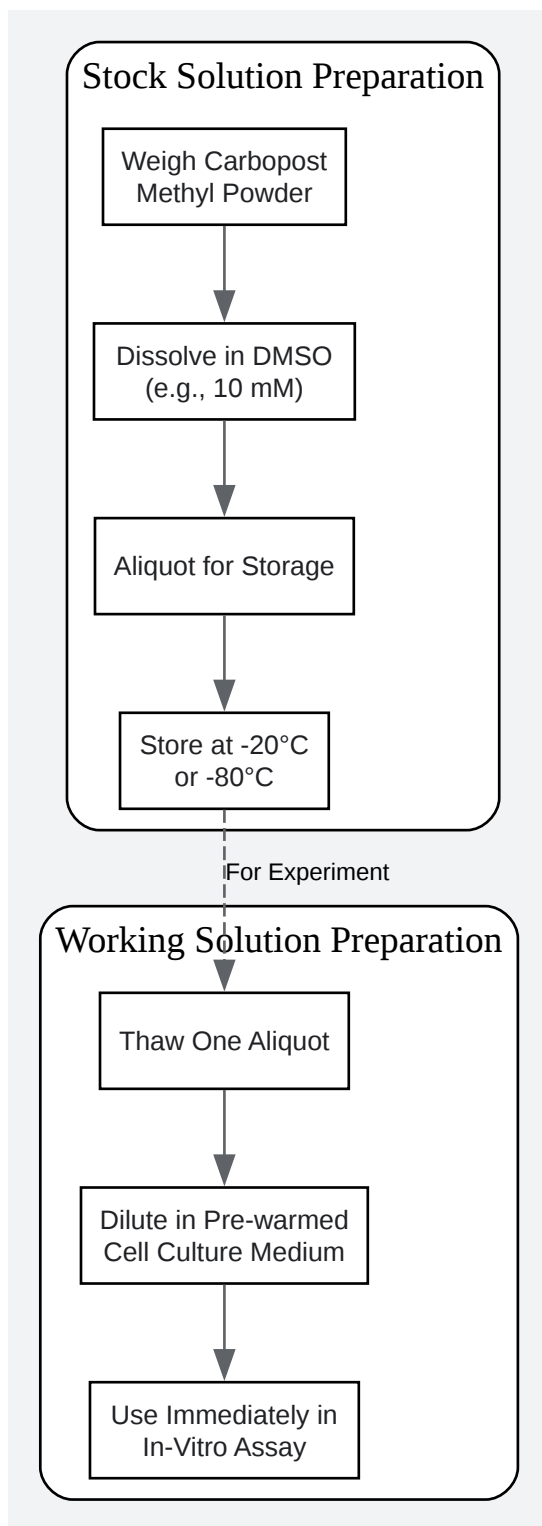 Stock Solution Preparation
Weigh Carbopost
Methyl Powder
Dissolve in DMSO
(e.g., 10 mM)
Aliquot for Storage
Store at -20°C
or -80°C
For Experiment
Working Solution Preparation
Thaw One Aliquot
Dilute in Pre-warmed
Cell Culture Medium
Use Immediately in
In-Vitro Assay